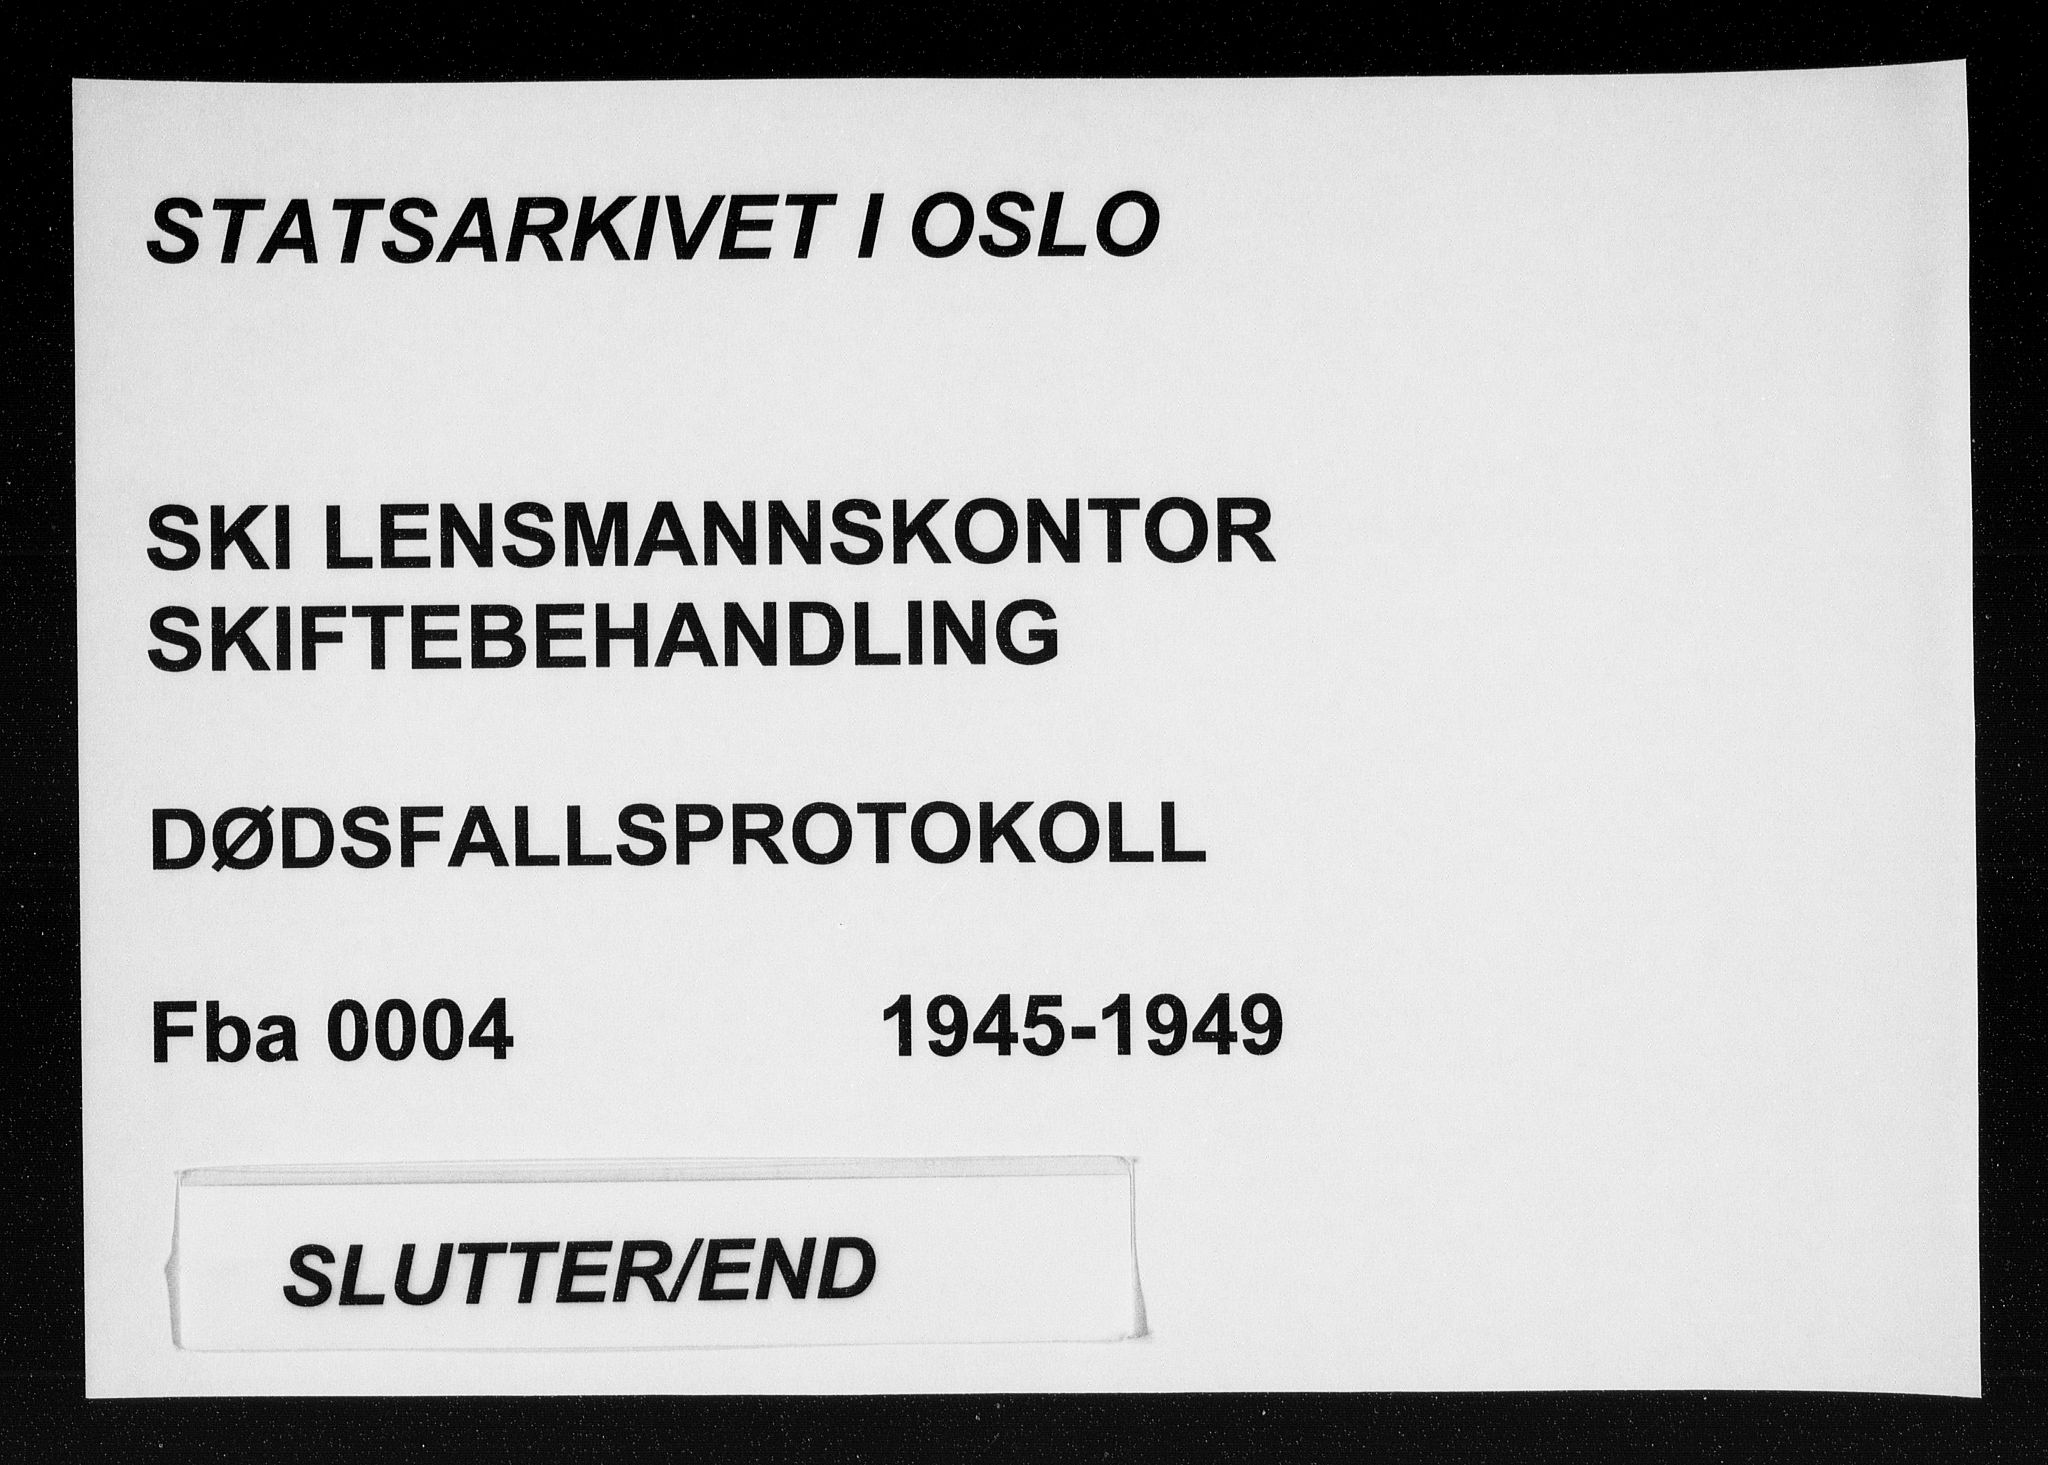 STATSARKIVET I OSLO
SKI LENSMANNSKONTOR
SKIFTEBEHANDLING
DØDSFALLSPROTOKOLL
Fba 0004 1945-1949
SLUTTER/END